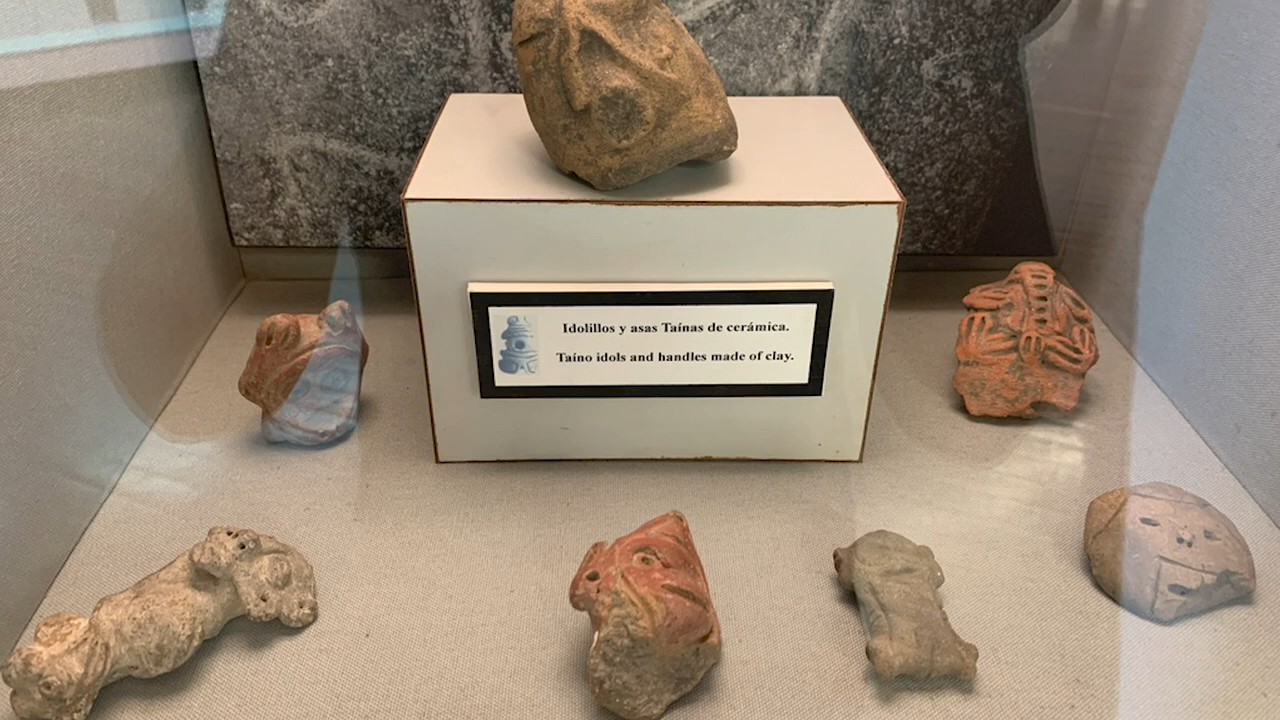 Idolillos y asas Taínas de cerámica.
Taíno idols and handles made of clay.